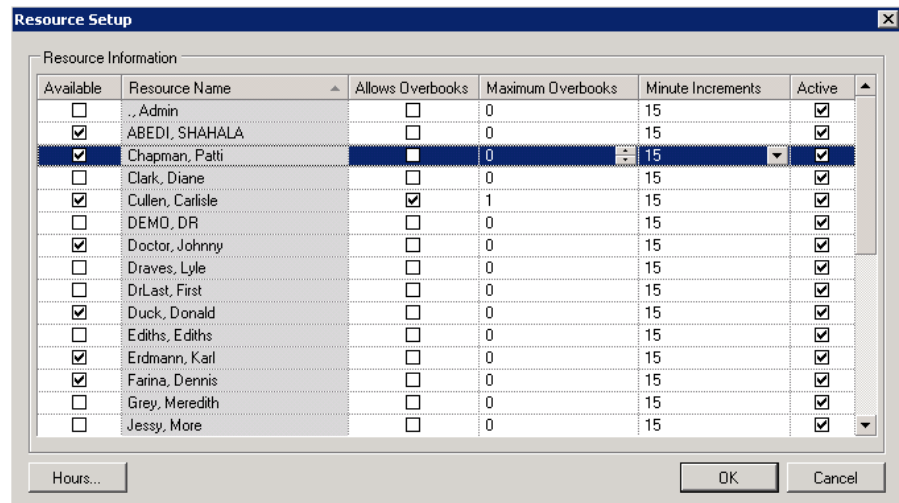 Resource Setup
Resource Information
Available Resource Name Allows Overbooks Maximum Overbooks Minute Increments Active
., Admin 0 15
ABEDI, SHAHALA 0 15
Chapman, Patti 0 15
Clark, Diane 0 15
Cullen, Carlisle 1 15
DEMO, DR 0 15
Doctor, Johnny 0 15
Draves, Lyle 0 15
DrLast, First 0 15
Duck, Donald 0 15
Ediths, Ediths 0 15
Erdmann, Karl 0 15
Farina, Dennis 0 15
Grey, Meredith 0 15
Jessy, More 0 15
Hours... OK Cancel